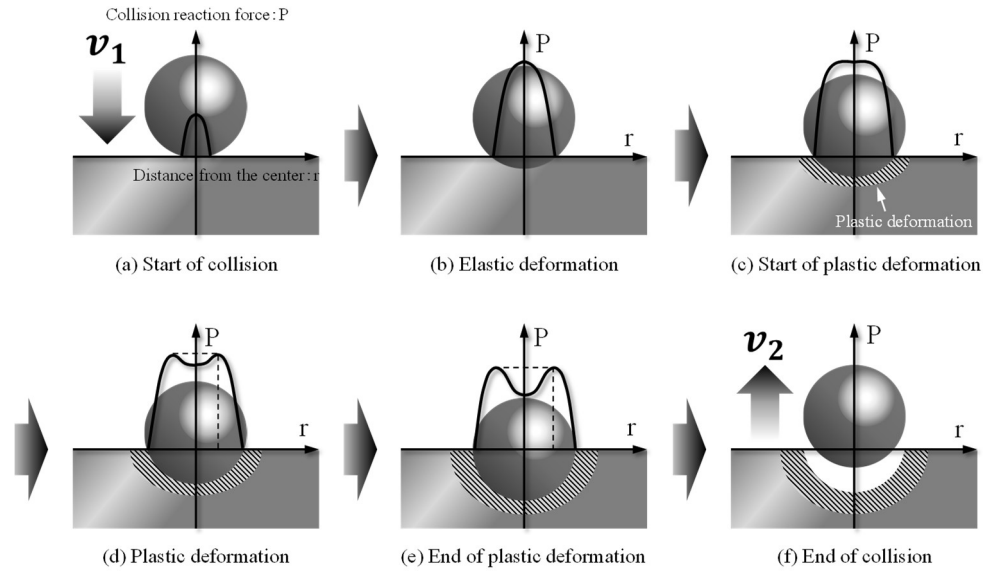 Collision reaction force : P
v₁
Distance from the center : r
(a) Start of collision
P
r
(b) Elastic deformation
P
r
Plastic deformation
(c) Start of plastic deformation
P
r
(d) Plastic deformation
P
r
(e) End of plastic deformation
v₂
P
r
(f) End of collision